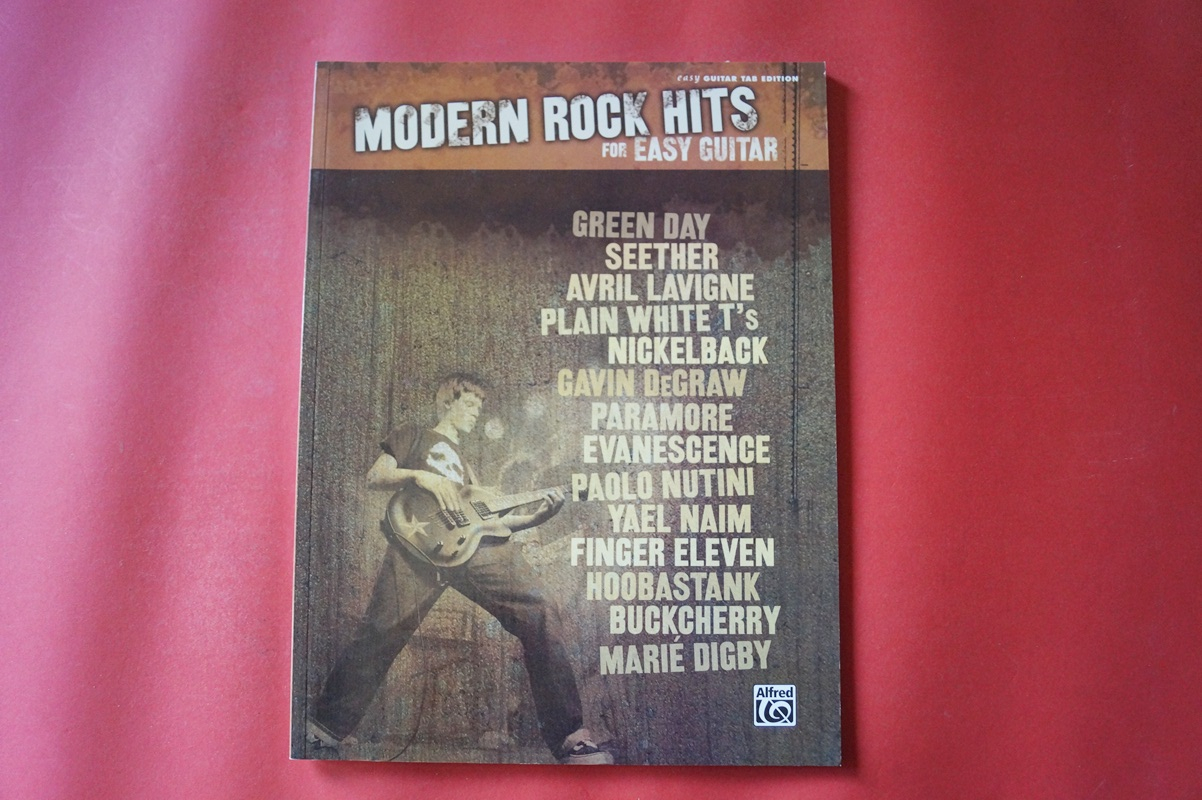 easy GUITAR TAB EDITION
MODERN ROCK HITS
FOR EASY GUITAR
GREEN DAY
SEETHER
AVRIL LAVIGNE
PLAIN WHITE T's
NICKELBACK
GAVIN DeGRAW
PARAMORE
EVANESCENCE
PAOLO NUTINI
YAEL NAIM
FINGER ELEVEN
HOOBASTANK
BUCKCHERRY
MARIÉ DIGBY
Alfred